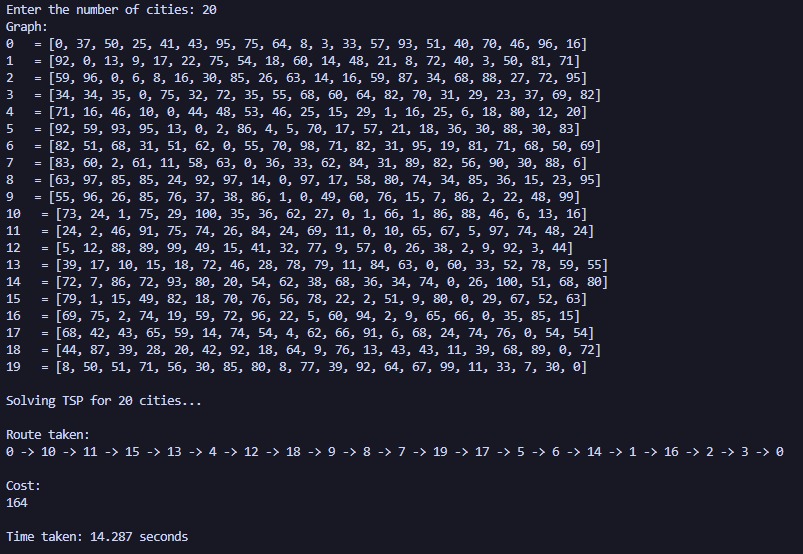 Enter the number of cities: 20
Graph:
0 = [0, 37, 50, 25, 41, 43, 95, 75, 64, 8, 3, 33, 57, 93, 51, 40, 70, 46, 96, 16]
1 = [92, 0, 13, 9, 17, 22, 75, 54, 18, 60, 14, 48, 21, 8, 72, 40, 3, 50, 81, 71]
2 = [59, 96, 0, 6, 8, 16, 30, 85, 26, 63, 14, 16, 59, 87, 34, 68, 88, 27, 72, 95]
3 = [34, 34, 35, 0, 75, 32, 72, 35, 55, 68, 60, 64, 82, 70, 31, 29, 23, 37, 69, 82]
4 = [71, 16, 46, 10, 0, 44, 48, 53, 46, 25, 15, 29, 1, 16, 25, 6, 18, 80, 12, 20]
5 = [92, 59, 93, 95, 13, 0, 2, 86, 4, 5, 70, 17, 57, 21, 18, 36, 30, 88, 30, 83]
6 = [82, 51, 68, 31, 51, 62, 0, 55, 70, 98, 71, 82, 31, 95, 19, 81, 71, 68, 50, 69]
7 = [83, 60, 2, 61, 11, 58, 63, 0, 36, 33, 62, 84, 31, 89, 82, 56, 90, 30, 88, 6]
8 = [63, 97, 85, 85, 24, 92, 97, 14, 0, 97, 17, 58, 80, 74, 34, 85, 36, 15, 23, 95]
9 = [55, 96, 26, 85, 76, 37, 38, 86, 1, 0, 49, 60, 76, 15, 7, 86, 2, 22, 48, 99]
10 = [73, 24, 1, 75, 29, 100, 35, 36, 62, 27, 0, 1, 66, 1, 86, 88, 46, 6, 13, 16]
11 = [24, 2, 46, 91, 75, 74, 26, 84, 24, 69, 11, 0, 10, 65, 67, 5, 97, 74, 48, 24]
12 = [5, 12, 88, 89, 99, 49, 15, 41, 32, 77, 9, 57, 0, 26, 38, 2, 9, 92, 3, 44]
13 = [39, 17, 10, 15, 18, 72, 46, 28, 78, 79, 11, 84, 63, 0, 60, 33, 52, 78, 59, 55]
14 = [72, 7, 86, 72, 93, 80, 20, 54, 62, 38, 68, 36, 34, 74, 0, 26, 100, 51, 68, 80]
15 = [79, 1, 15, 49, 82, 18, 70, 76, 56, 78, 22, 2, 51, 9, 80, 0, 29, 67, 52, 63]
16 = [69, 75, 2, 74, 19, 59, 72, 96, 22, 5, 60, 94, 2, 9, 65, 66, 0, 35, 85, 15]
17 = [68, 42, 43, 65, 59, 14, 74, 54, 4, 62, 66, 91, 6, 68, 24, 74, 76, 0, 54, 54]
18 = [44, 87, 39, 28, 20, 42, 92, 18, 64, 9, 76, 13, 43, 43, 11, 39, 68, 89, 0, 72]
19 = [8, 50, 51, 71, 56, 30, 85, 80, 8, 77, 39, 92, 64, 67, 99, 11, 33, 7, 30, 0]
Solving TSP for 20 cities...
Route taken:
0 -> 10 -> 11 -> 15 -> 13 -> 4 -> 12 -> 18 -> 9 -> 8 -> 7 -> 19 -> 17 -> 5 -> 6 -> 14 -> 1 -> 16 -> 2 -> 3 -> 0
Cost:
164
Time taken: 14.287 seconds